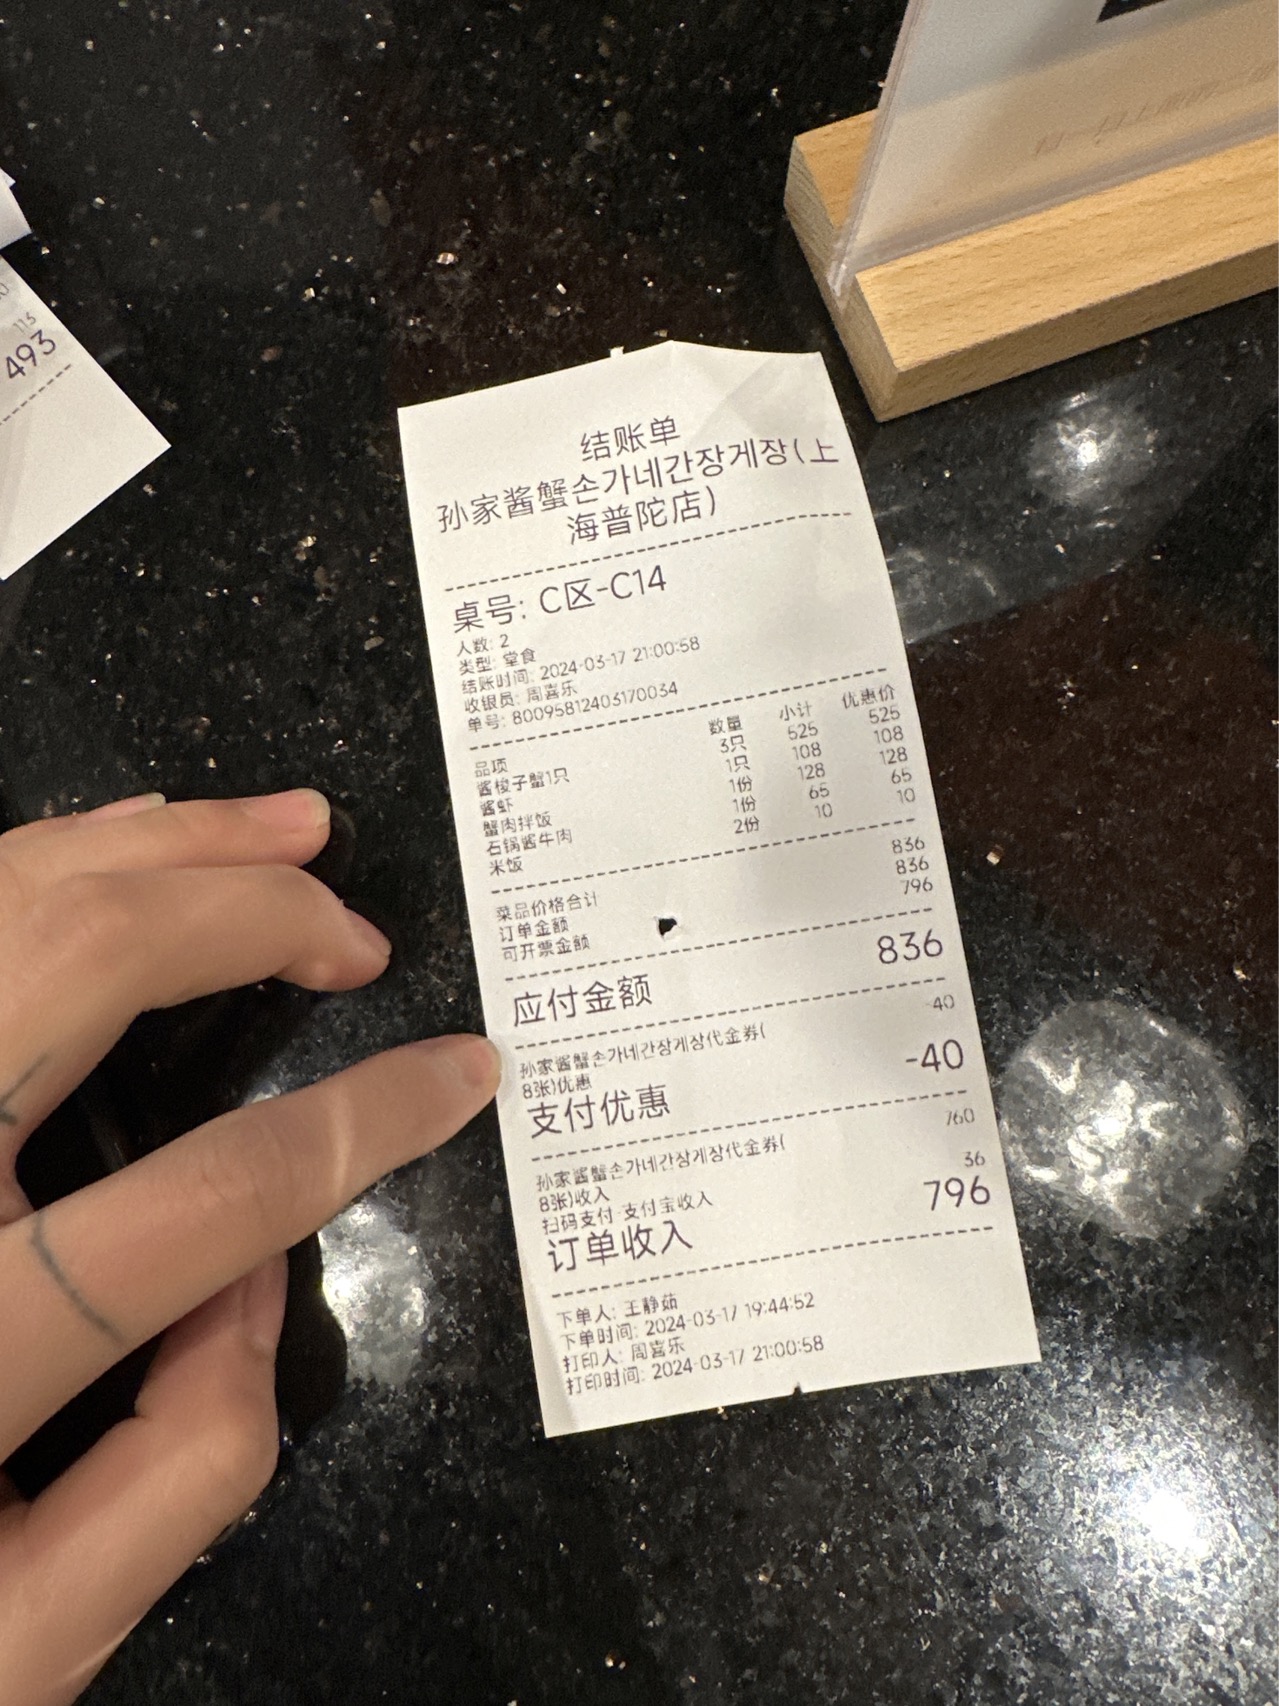 115
493
结账单
孙家酱蟹손가네간장게장(上
海普陀店)
桌号: C区-C14
人数: 2
类型: 堂食
结账时间: 2024-03-17 21:00:58
收银员: 周喜乐
单号: 80095812403170034
品项 数量 小计 优惠价
酱梭子蟹1只 3只 525 525
酱虾 1只 108 108
蟹肉拌饭 1份 128 128
石锅酱牛肉 1份 65 65
米饭 2份 10 10
菜品价格合计 836
订单金额 836
可开票金额 796
应付金额 836
孙家酱蟹손가네간장게장代金券( -40
8张)优惠
支付优惠 -40
孙家酱蟹손가네간장게장代金券( 760
8张)收入
扫码支付-支付宝收入 36
订单收入 796
下单人: 王静茹
下单时间: 2024-03-17 19:44:52
打印人: 周喜乐
打印时间: 2024-03-17 21:00:58